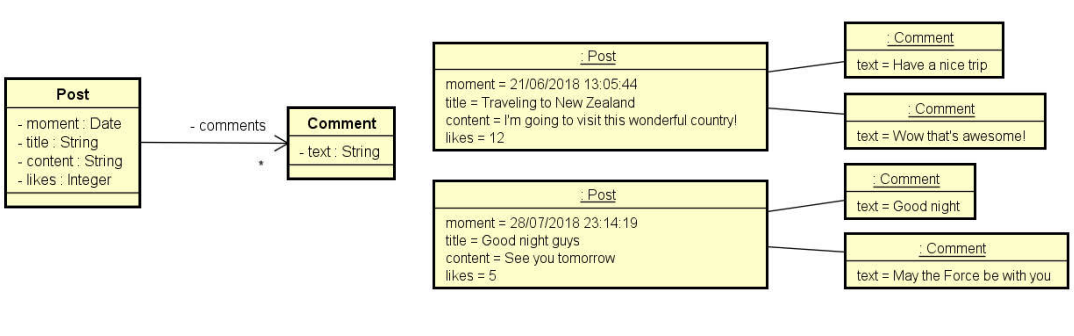 Post
- moment : Date
- title : String
- content : String
- likes : Integer
- comments
*
Comment
- text : String
: Post
moment = 21/06/2018 13:05:44
title = Traveling to New Zealand
content = I'm going to visit this wonderful country!
likes = 12
: Comment
text = Have a nice trip
: Comment
text = Wow that's awesome!
: Post
moment = 28/07/2018 23:14:19
title = Good night guys
content = See you tomorrow
likes = 5
: Comment
text = Good night
: Comment
text = May the Force be with you